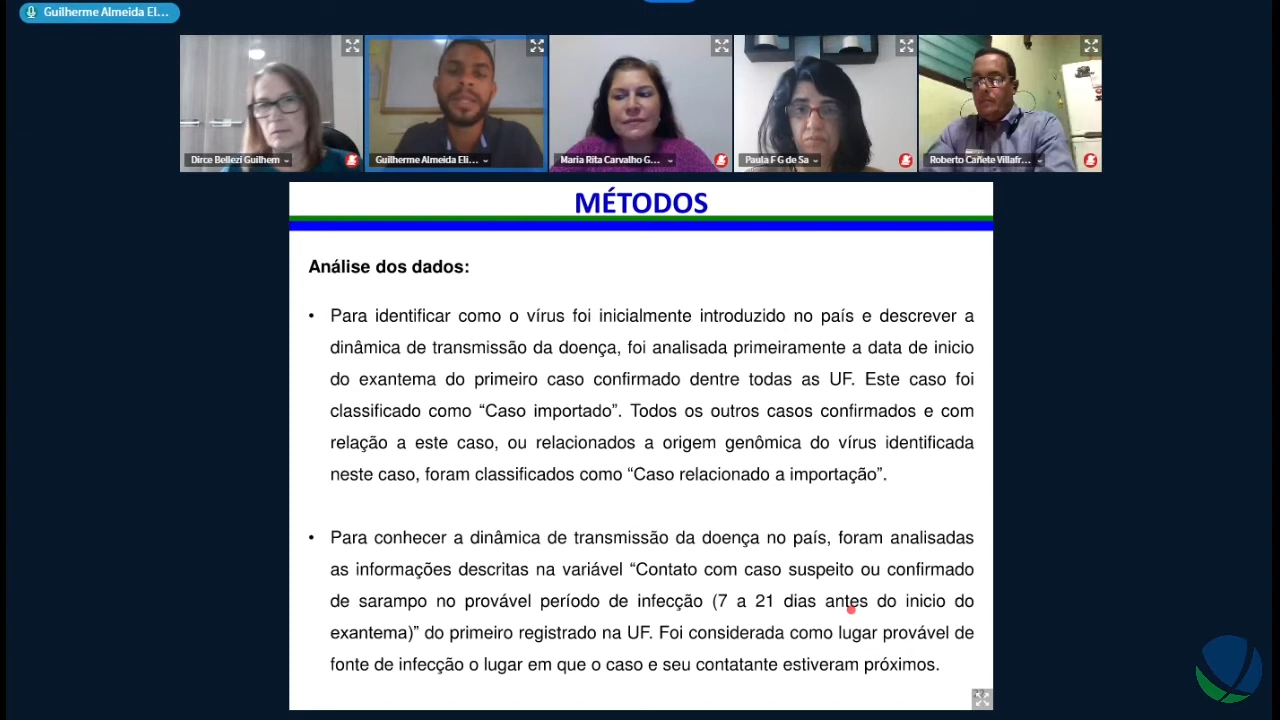 Guilherme Almeida El...
Dirce Bellezi Guilhem
Guilherme Almeida Eli...
Maria Rita Carvalho G...
Paula F G de Sa
Roberto Cañete Villafr...
MÉTODOS
Análise dos dados:
• Para identificar como o vírus foi inicialmente introduzido no país e descrever a
dinâmica de transmissão da doença, foi analisada primeiramente a data de inicio
do exantema do primeiro caso confirmado dentre todas as UF. Este caso foi
classificado como “Caso importado”. Todos os outros casos confirmados e com
relação a este caso, ou relacionados a origem genômica do vírus identificada
neste caso, foram classificados como “Caso relacionado a importação”.
• Para conhecer a dinâmica de transmissão da doença no país, foram analisadas
as informações descritas na variável “Contato com caso suspeito ou confirmado
de sarampo no provável período de infecção (7 a 21 dias antes do inicio do
exantema)” do primeiro registrado na UF. Foi considerada como lugar provável de
fonte de infecção o lugar em que o caso e seu contatante estiveram próximos.